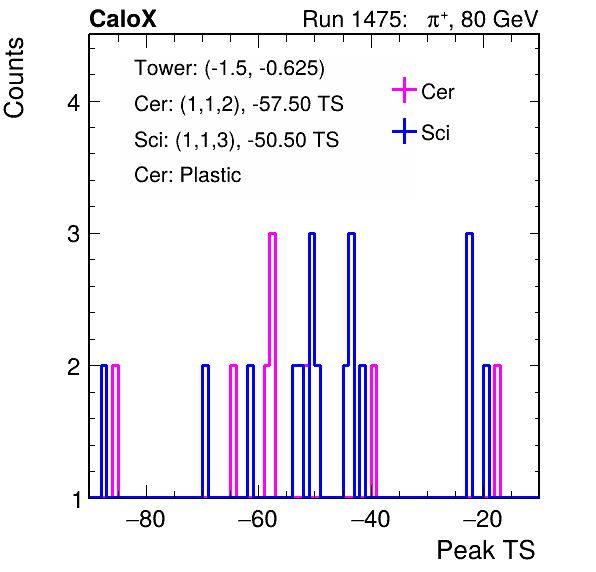 CaloX Run 1475: π⁺, 80 GeV
Counts
Tower: (-1.5, -0.625)
Cer: (1,1,2), -57.50 TS
Sci: (1,1,3), -50.50 TS
Cer: Plastic
Cer
Sci
4
3
2
1
−80 −60 −40 −20
Peak TS